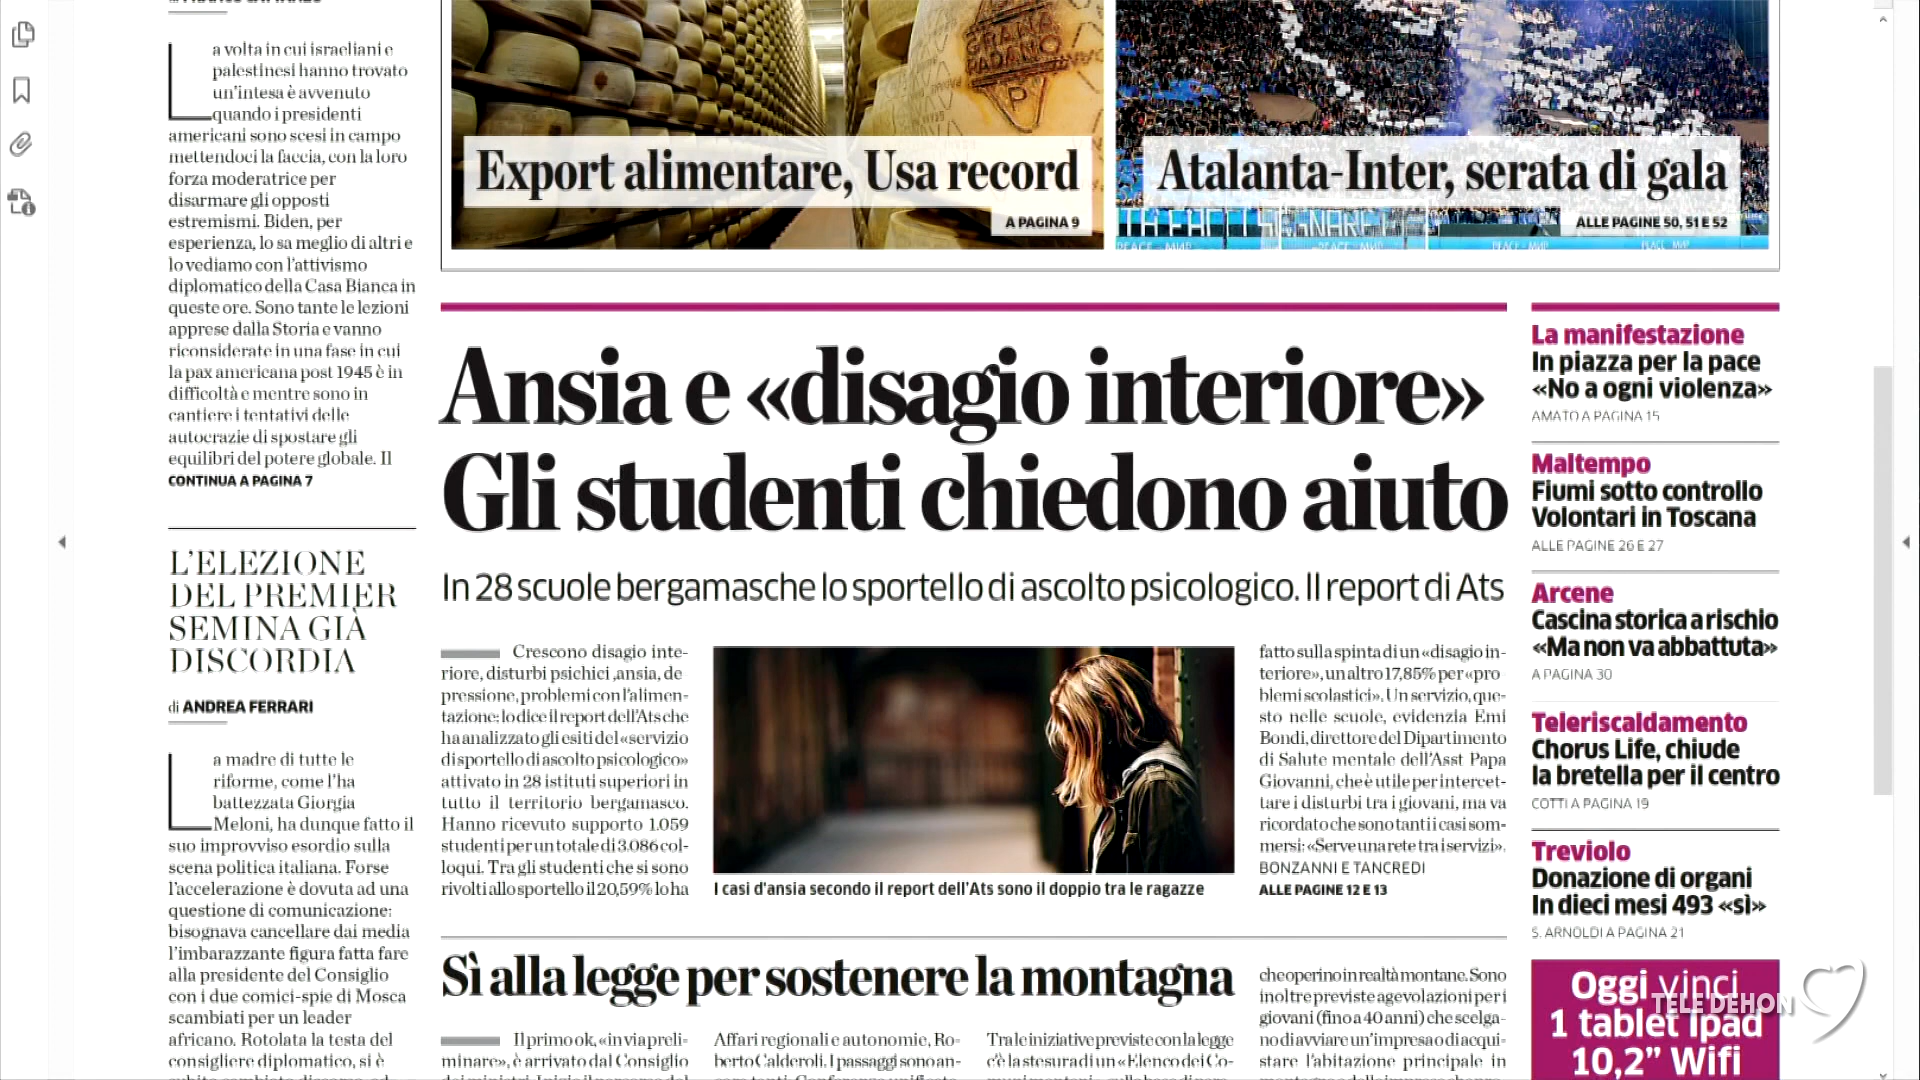 a volta in cui israeliani e
palestinesi hanno trovato
un'intesa è avvenuto
quando i presidenti
americani sono scesi in campo
mettendoci la faccia, con la loro
forza moderatrice per
disarmare gli opposti
estremismi. Biden, per
esperienza, lo sa meglio di altri e
lo vediamo con l'attivismo
diplomatico della Casa Bianca in
queste ore. Sono tante le lezioni
apprese dalla Storia e vanno
riconsiderate in una fase in cui
la pax americana post 1945 è in
difficoltà e mentre sono in
cantiere i tentativi delle
autocrazie di spostare gli
equilibri del potere globale. Il
CONTINUA A PAGINA 7
L'ELEZIONE
DEL PREMIER
SEMINA GIÀ
DISCORDIA
di ANDREA FERRARI
La madre di tutte le
riforme, come l'ha
battezzata Giorgia
Meloni, ha dunque fatto il
suo improvviso esordio sulla
scena politica italiana. Forse
l'accelerazione è dovuta ad una
questione di comunicazione:
bisognava cancellare dai media
l'imbarazzante figura fatta fare
alla presidente del Consiglio
con i due comici-spie di Mosca
scambiati per un leader
africano. Rotolata la testa del
consigliere diplomatico, si è
GRANA
PADANO
Export alimentare, Usa record
A PAGINA 9
Atalanta-Inter, serata di gala
ALLE PAGINE 50, 51 E 52
PEACE - МИР
PEACE - МИР
PEACE МИР
PEACE МИР
Ansia e «disagio interiore»
Gli studenti chiedono aiuto
In 28 scuole bergamasche lo sportello di ascolto psicologico. Il report di Ats
Crescono disagio inte-
riore, disturbi psichici ,ansia, de
pressione, problemi con l'alimen-
tazione: lo dice il report dell'Ats che
ha analizzato gli esiti del «servizio
di sportello di ascolto psicologico»
attivato in 28 istituti superiori in
tutto il territorio bergamasco.
Hanno ricevuto supporto 1.059
studenti per un totale di 3.086 col-
loqui. Tra gli studenti che si sono
rivolti allo sportello il 20,59% lo ha
I casi d'ansia secondo il report dell'Ats sono il doppio tra le ragazze
fatto sulla spinta di un «disagio in-
teriore», un altro 17,85% per «pro
blemi scolastici». Un servizio, que-
sto nelle scuole, evidenzia Emi
Bondi, direttore del Dipartimento
di Salute mentale dell'Asst Papa
Giovanni, che è utile per intercet-
tare i disturbi tra i giovani, ma va
ricordato che sono tanti i casi som-
mersi: «Serve una rete tra i servizi».
BONZANNI E TANCREDI
ALLE PAGINE 12 E 13
Sì alla legge per sostenere la montagna
Il primo ok, «in via preli-
minare», è arrivato dal Consiglio
Affari regionali e autonomie, Ro-
berto Calderoli. I passaggi sono an-
Tra le iniziative previste con la legge
c'è la stesura di un «Elenco dei Co-
che operino in realtà montane. Sono
inoltre previste agevolazioni per i
giovani (fino a 40 anni) che scelga-
no di avviare un'impresa o di acqui-
stare l'abitazione principale in
La manifestazione
In piazza per la pace
«No a ogni violenza»
AMATO A PAGINA 15
Maltempo
Fiumi sotto controllo
Volontari in Toscana
ALLE PAGINE 26 E 27
Arcene
Cascina storica a rischio
«Ma non va abbattuta»
A PAGINA 30
Teleriscaldamento
Chorus Life, chiude
la bretella per il centro
COTTI A PAGINA 19
Treviolo
Donazione di organi
In dieci mesi 493 «sì»
S. ARNOLDI A PAGINA 21
Oggi vinci
1 tablet Ipad
10,2” Wifi
TELE DEHON